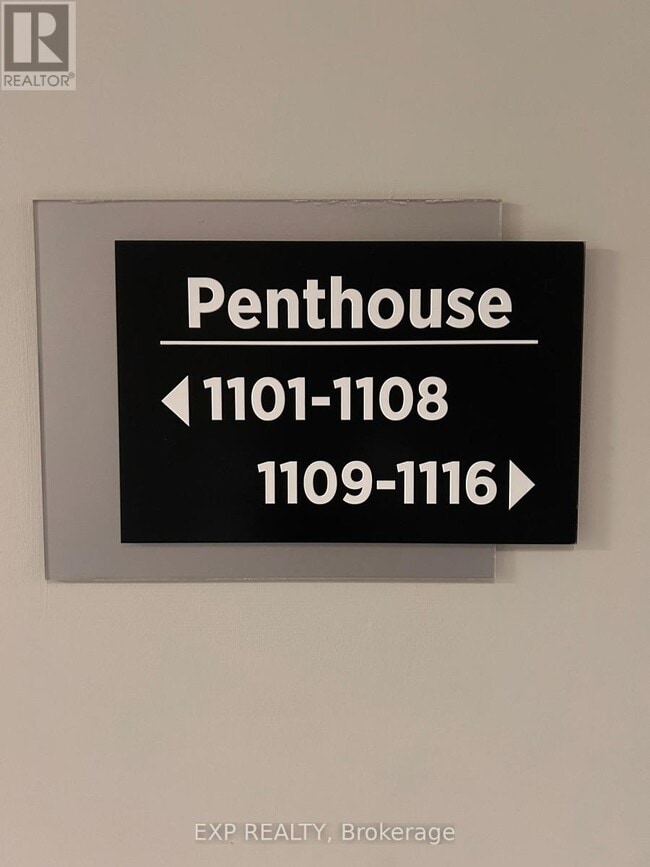 R
REALTOR®
Penthouse
1101-1108
1109-1116
EXP REALTY, Brokerage